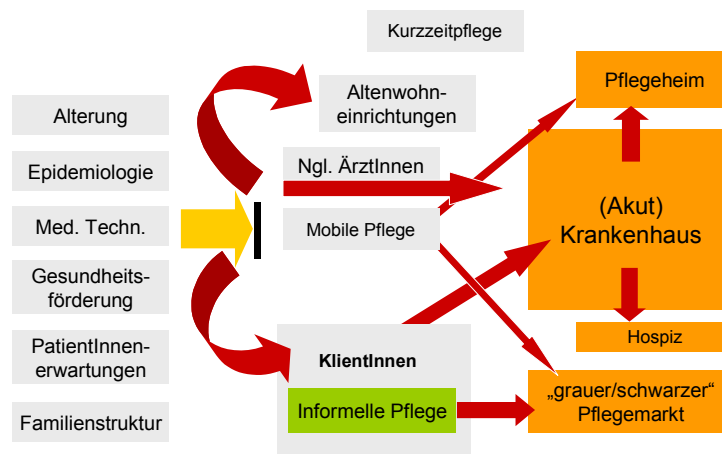 Kurzzeitpflege
Alterung
Epidemiologie
Med. Techn.
Gesundheits-
förderung
PatientInnen-
erwartungen
Familienstruktur
Altenwohn-
einrichtungen
Ngl. ÄrztInnen
Mobile Pflege
KlientInnen
Informelle Pflege
Pflegeheim
(Akut)
Krankenhaus
Hospiz
„grauer/schwarzer“
Pflegemarkt